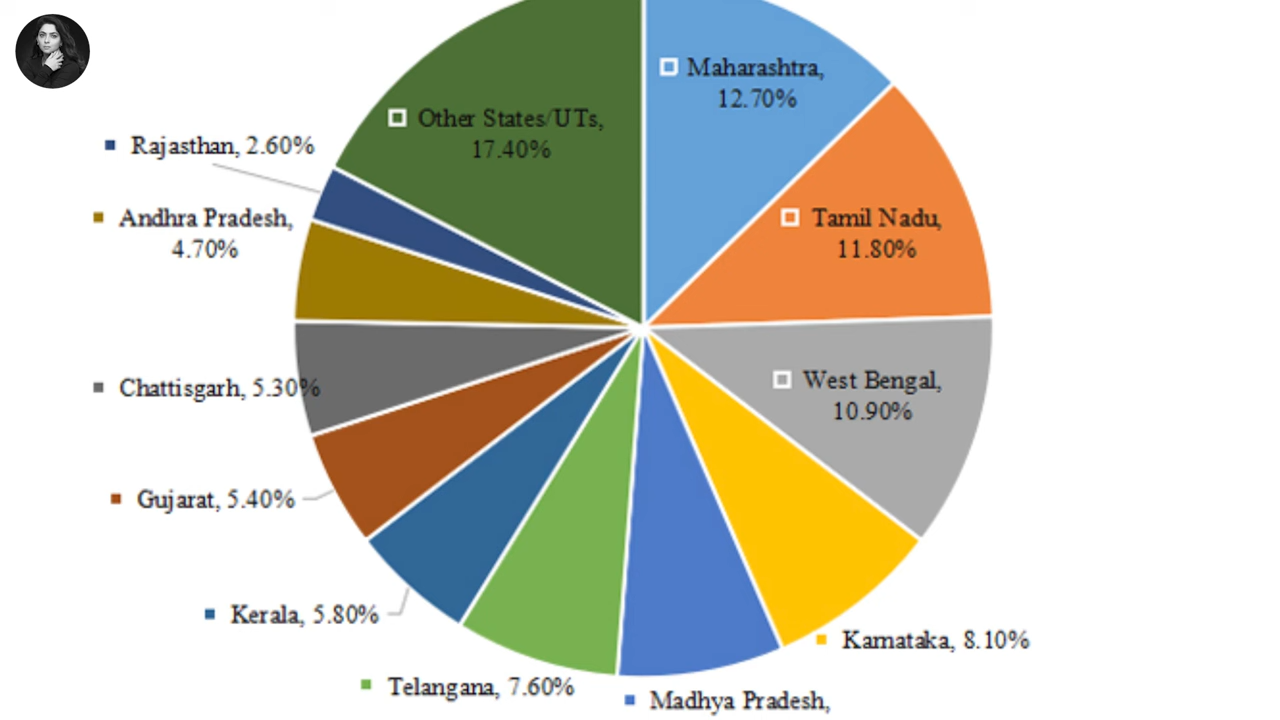 Maharashtra,
12.70%
Other States/UTs,
17.40%
Rajasthan, 2.60%
Andhra Pradesh,
4.70%
Tamil Nadu,
11.80%
West Bengal,
10.90%
Chattisgarh, 5.30%
Gujarat, 5.40%
Kerala, 5.80%
Karnataka, 8.10%
Telangana, 7.60%
Madhya Pradesh,